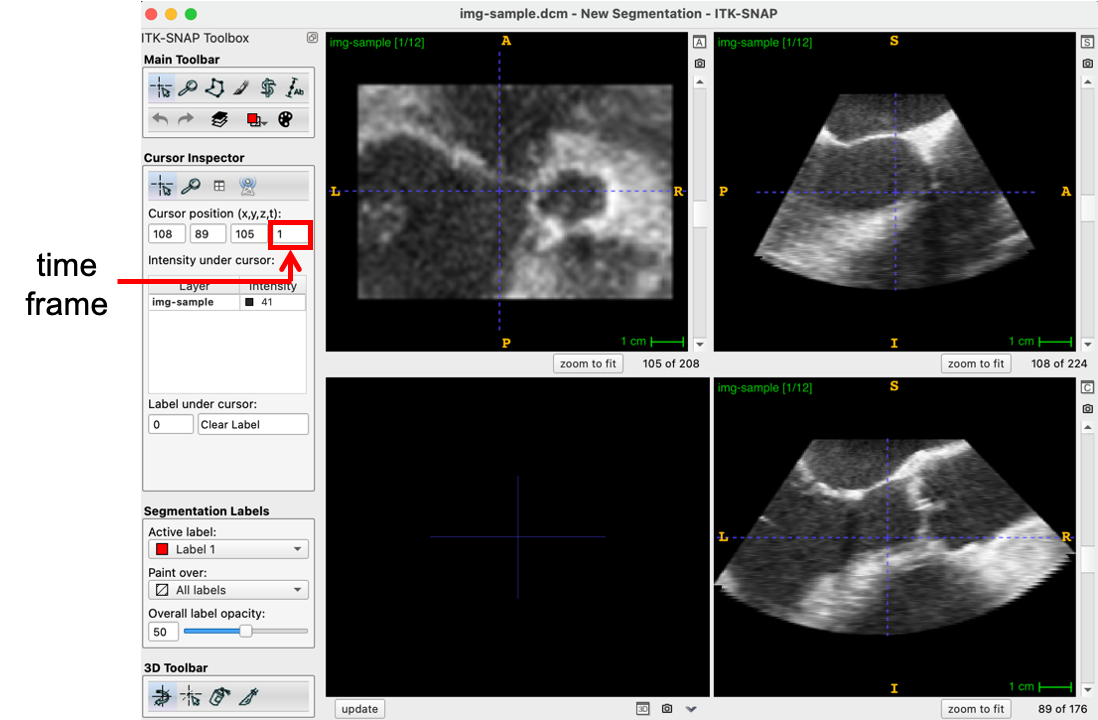 img-sample.dcm - New Segmentation - ITK-SNAP
ITK-SNAP Toolbox
Main Toolbar
Ab
Cursor Inspector
Cursor position (x,y,z,t):
108 89 105 1
Intensity under cursor:
Layer Intensity
img-sample 41
Label under cursor:
0 Clear Label
Segmentation Labels
Active label:
Label 1
Paint over:
All labels
Overall label opacity:
50
3D Toolbar
time
frame
img-sample [1/12]
A
L
R
P
1 cm
A
zoom to fit 105 of 208
img-sample [1/12]
S
P
A
I
1 cm
S
zoom to fit 108 of 224
update
3D
img-sample [1/12]
S
L
R
I
1 cm
C
zoom to fit 89 of 176